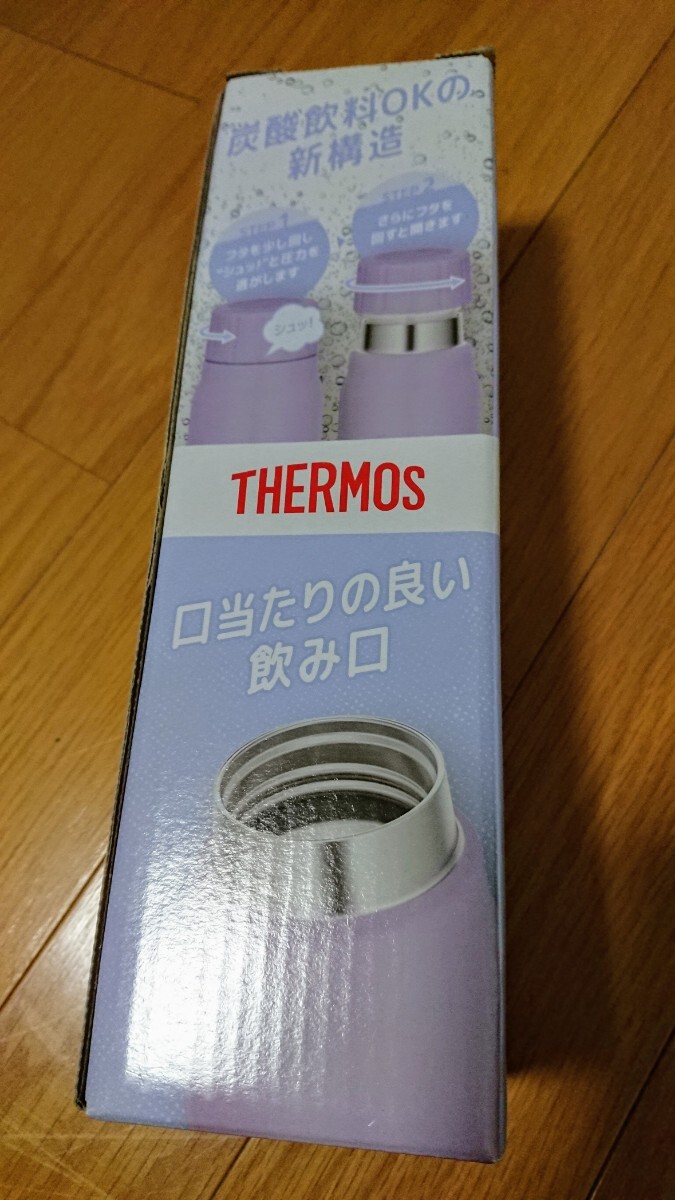 炭酸飲料OKの
新構造
STEP 1
フタを少し回し
“シュッ!”と圧力を
逃がします
STEP 2
さらにフタを
回すと開きます
シュッ!
THERMOS
口当たりの良い
飲み口